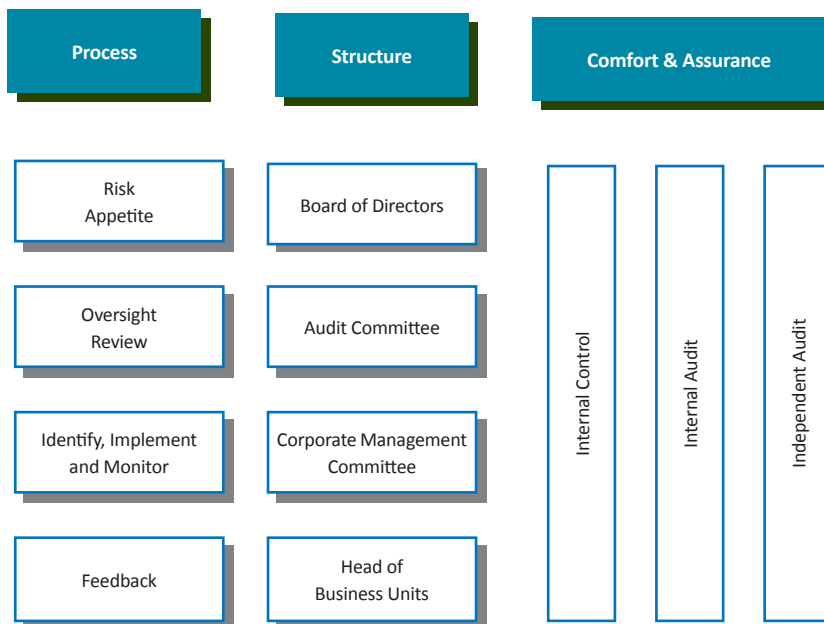 Process
Structure
Comfort & Assurance
Risk
Appetite
Board of Directors
Oversight
Review
Audit Committee
Identify, Implement
and Monitor
Corporate Management
Committee
Feedback
Head of
Business Units
Internal Control
Internal Audit
Independent Audit